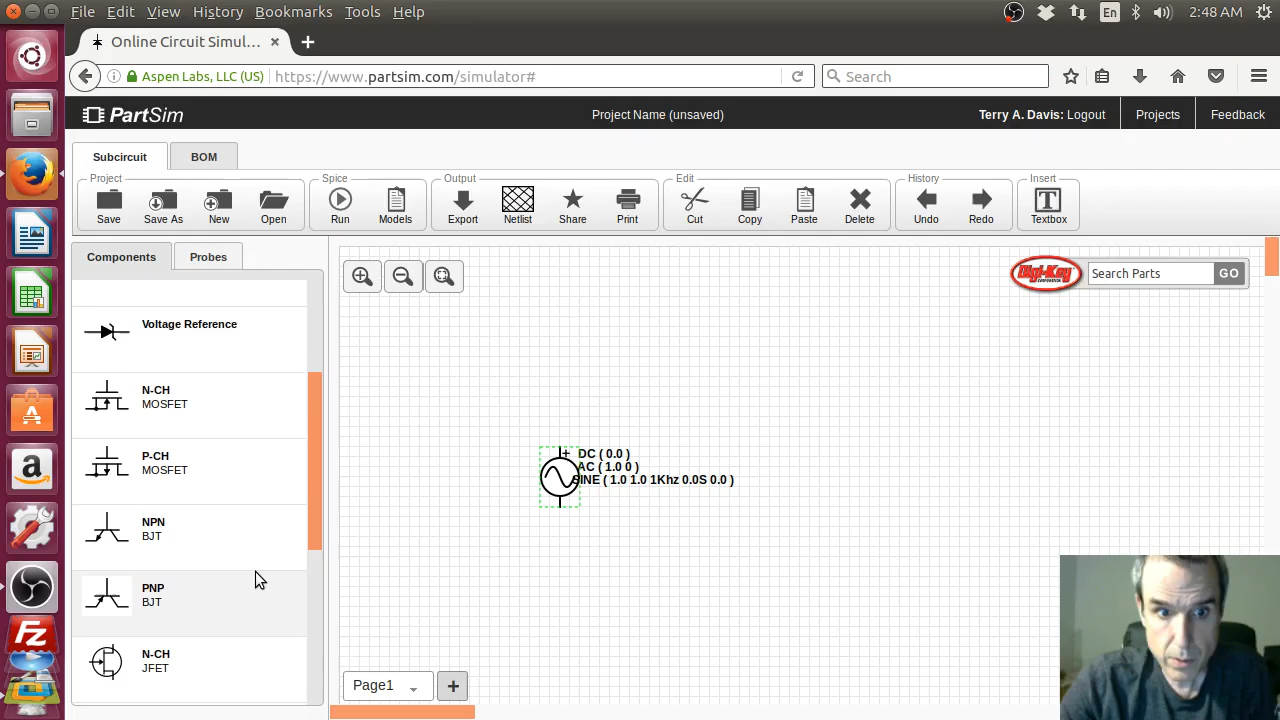 File Edit View History Bookmarks Tools Help
En
2:48 AM
Online Circuit Simul...
Aspen Labs, LLC (US)
https://www.partsim.com/simulator#
Search
PartSim
Project Name (unsaved)
Terry A. Davis: Logout
Projects
Feedback
Subcircuit
BOM
Project
Spice
Output
Edit
History
Insert
Save
Save As
New
Open
Run
Models
Export
Netlist
Share
Print
Cut
Copy
Paste
Delete
Undo
Redo
Textbox
Components
Probes
Digi-Key
CORPORATION
Search Parts
GO
Voltage Reference
N-CH
MOSFET
P-CH
MOSFET
NPN
BJT
PNP
BJT
N-CH
JFET
+ DC ( 0.0 )
AC ( 1.0 0 )
SINE ( 1.0 1.0 1Khz 0.0S 0.0 )
Page1
+
Fz